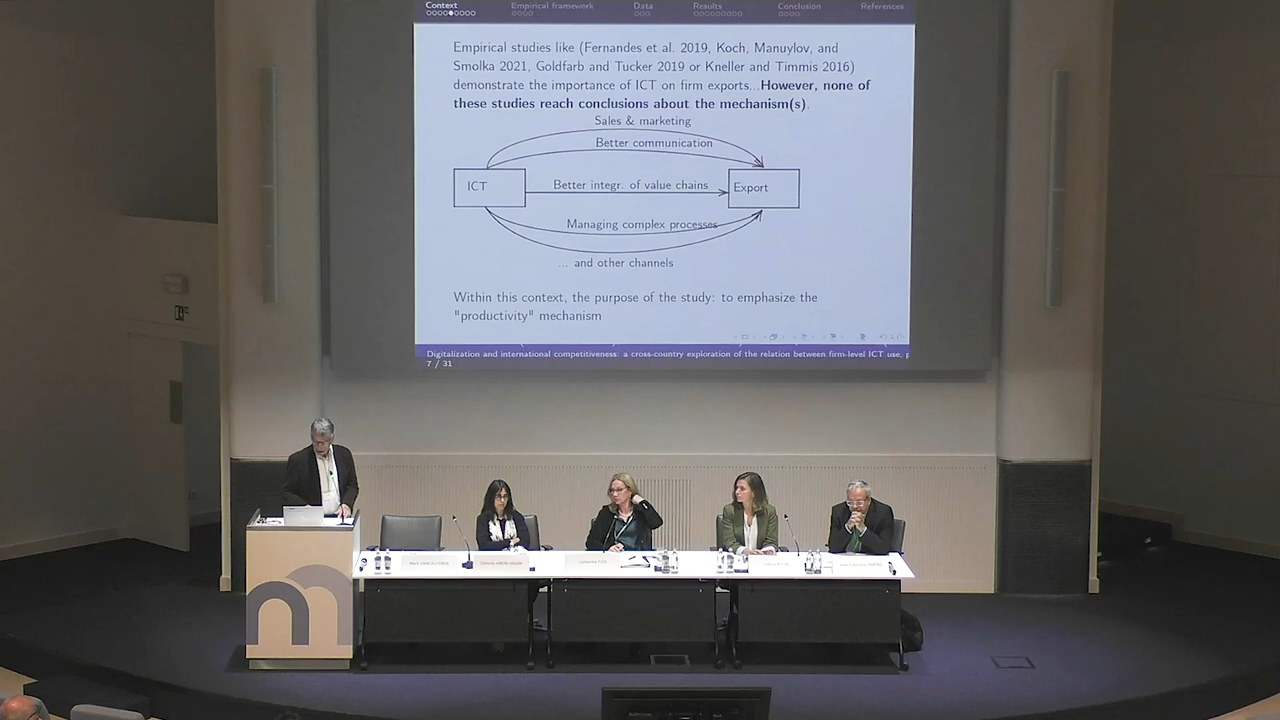 Context
Empirical framework
Data
Results
Conclusion
References
Empirical studies like (Fernandes et al. 2019, Koch, Manuylov, and
Smolka 2021, Goldfarb and Tucker 2019 or Kneller and Timmis 2016)
demonstrate the importance of ICT on firm exports...However, none of
these studies reach conclusions about the mechanism(s).
Sales & marketing
Better communication
ICT
Better integr. of value chains
Export
Managing complex processes
... and other channels
Within this context, the purpose of the study: to emphasize the
"productivity" mechanism
Digitalization and international competitiveness: a cross-country exploration of the relation between firm-level ICT use, p
7 / 31